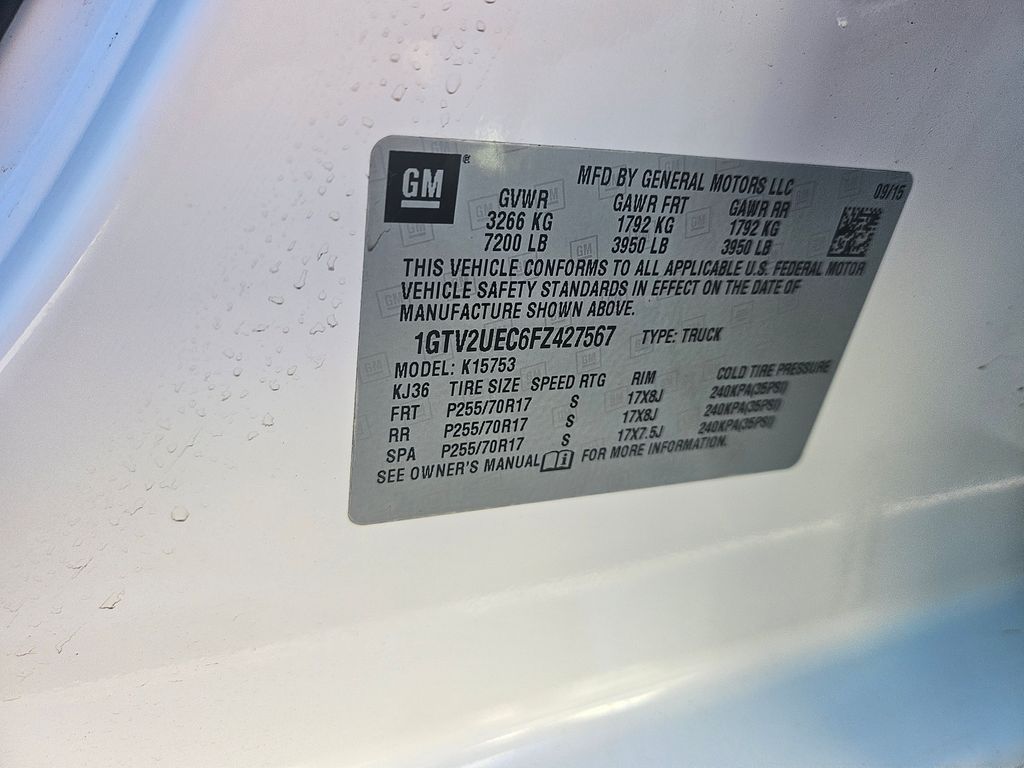 GM ®
MFD BY GENERAL MOTORS LLC 09/15
GVWR GAWR FRT GAWR RR
3266 KG 1792 KG 1792 KG
7200 LB 3950 LB 3950 LB
THIS VEHICLE CONFORMS TO ALL APPLICABLE U.S. FEDERAL MOTOR
VEHICLE SAFETY STANDARDS IN EFFECT ON THE DATE OF
MANUFACTURE SHOWN ABOVE.
1GTV2UEC6FZ427567 TYPE: TRUCK
MODEL: K15753
KJ36 TIRE SIZE SPEED RTG RIM COLD TIRE PRESSURE
FRT P255/70R17 S 17X8J 240KPA(35PSI)
RR P255/70R17 S 17X8J 240KPA(35PSI)
SPA P255/70R17 S 17X7.5J 240KPA(35PSI)
SEE OWNER'S MANUAL FOR MORE INFORMATION.